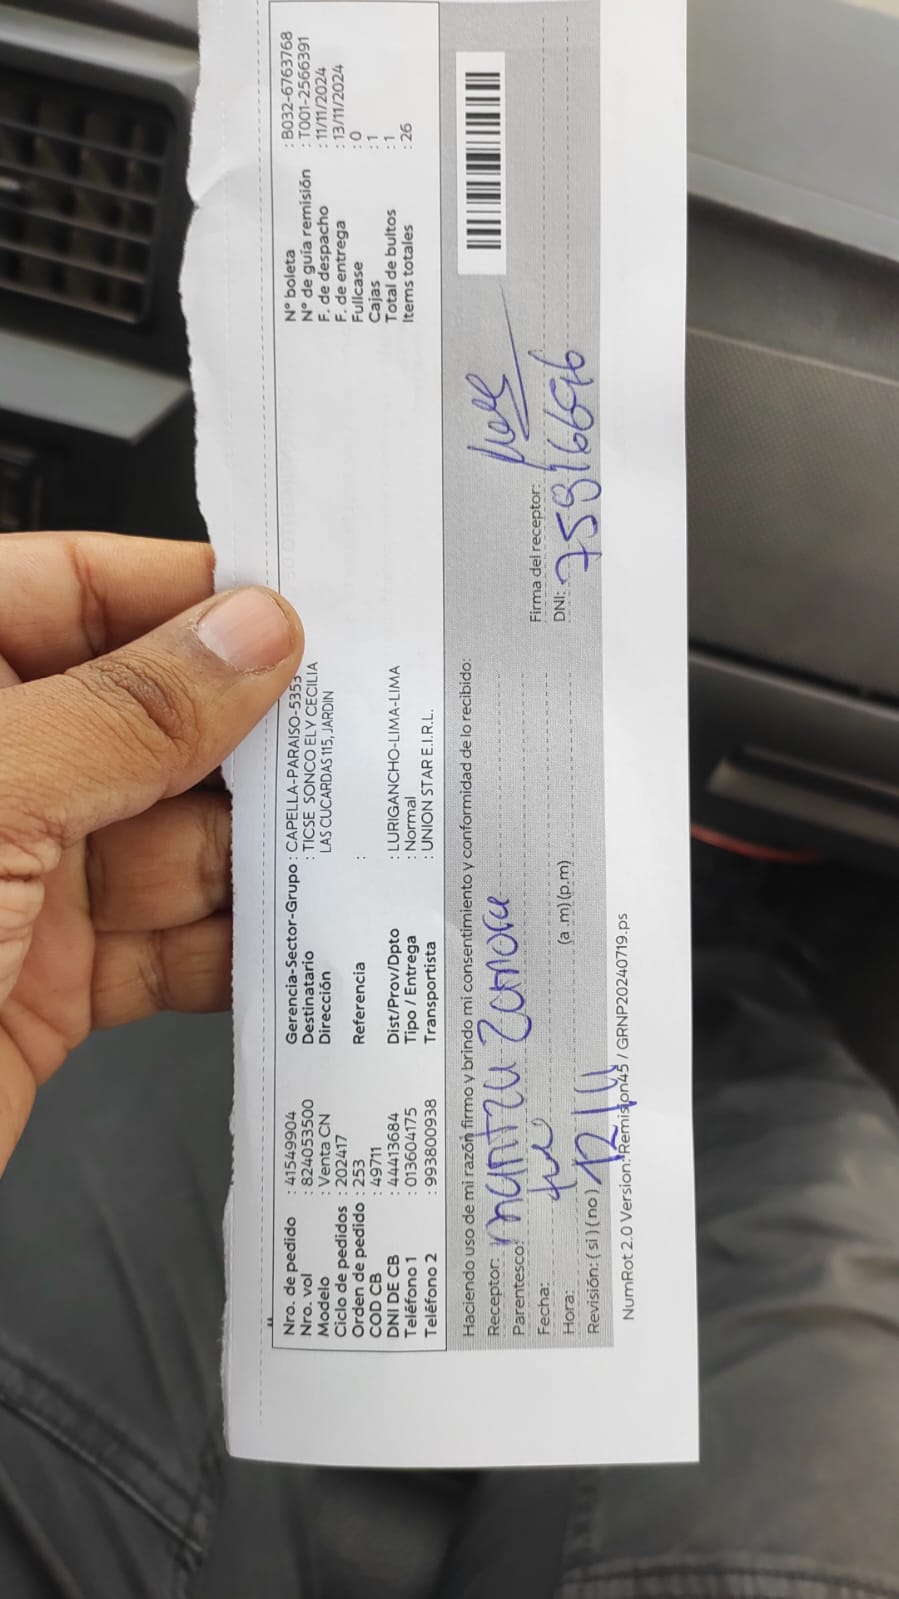 Nro. de pedido : 41549904
Nro. vol : 824053500
Modelo : Venta CN
Ciclo de pedidos : 202417
Orden de pedido : 253
COD CB : 49711
DNI DE CB : 44413684
Teléfono 1 : 013604175
Teléfono 2 : 993800938
Gerencia-Sector-Grupo : CAPELLA-PARAISO-5353
Destinatario : TICSE SONCO ELY CECILIA
Dirección LAS CUCARDAS 115, JARDIN
Referencia :
Dist/Prov/Dpto : LURIGANCHO-LIMA-LIMA
Tipo / Entrega : Normal
Transportista : UNION STAR E.I.R.L.
N° boleta : B032-6763768
N° de guía remisión : T001-2566391
F. de despacho : 11/11/2024
F. de entrega : 13/11/2024
Fullcase : 0
Cajas : 1
Total de bultos : 1
Items totales : 26
Haciendo uso de mi razón firmo y brindo mi consentimiento y conformidad de lo recibido:
Receptor: Zamora
Parentesco:
Fecha:
Hora: (a .m) (p.m)
Revisión: ( si ) ( no )
Firma del receptor:
DNI:
NumRot 2.0 Version: Remision45 / GRNP20240719.ps